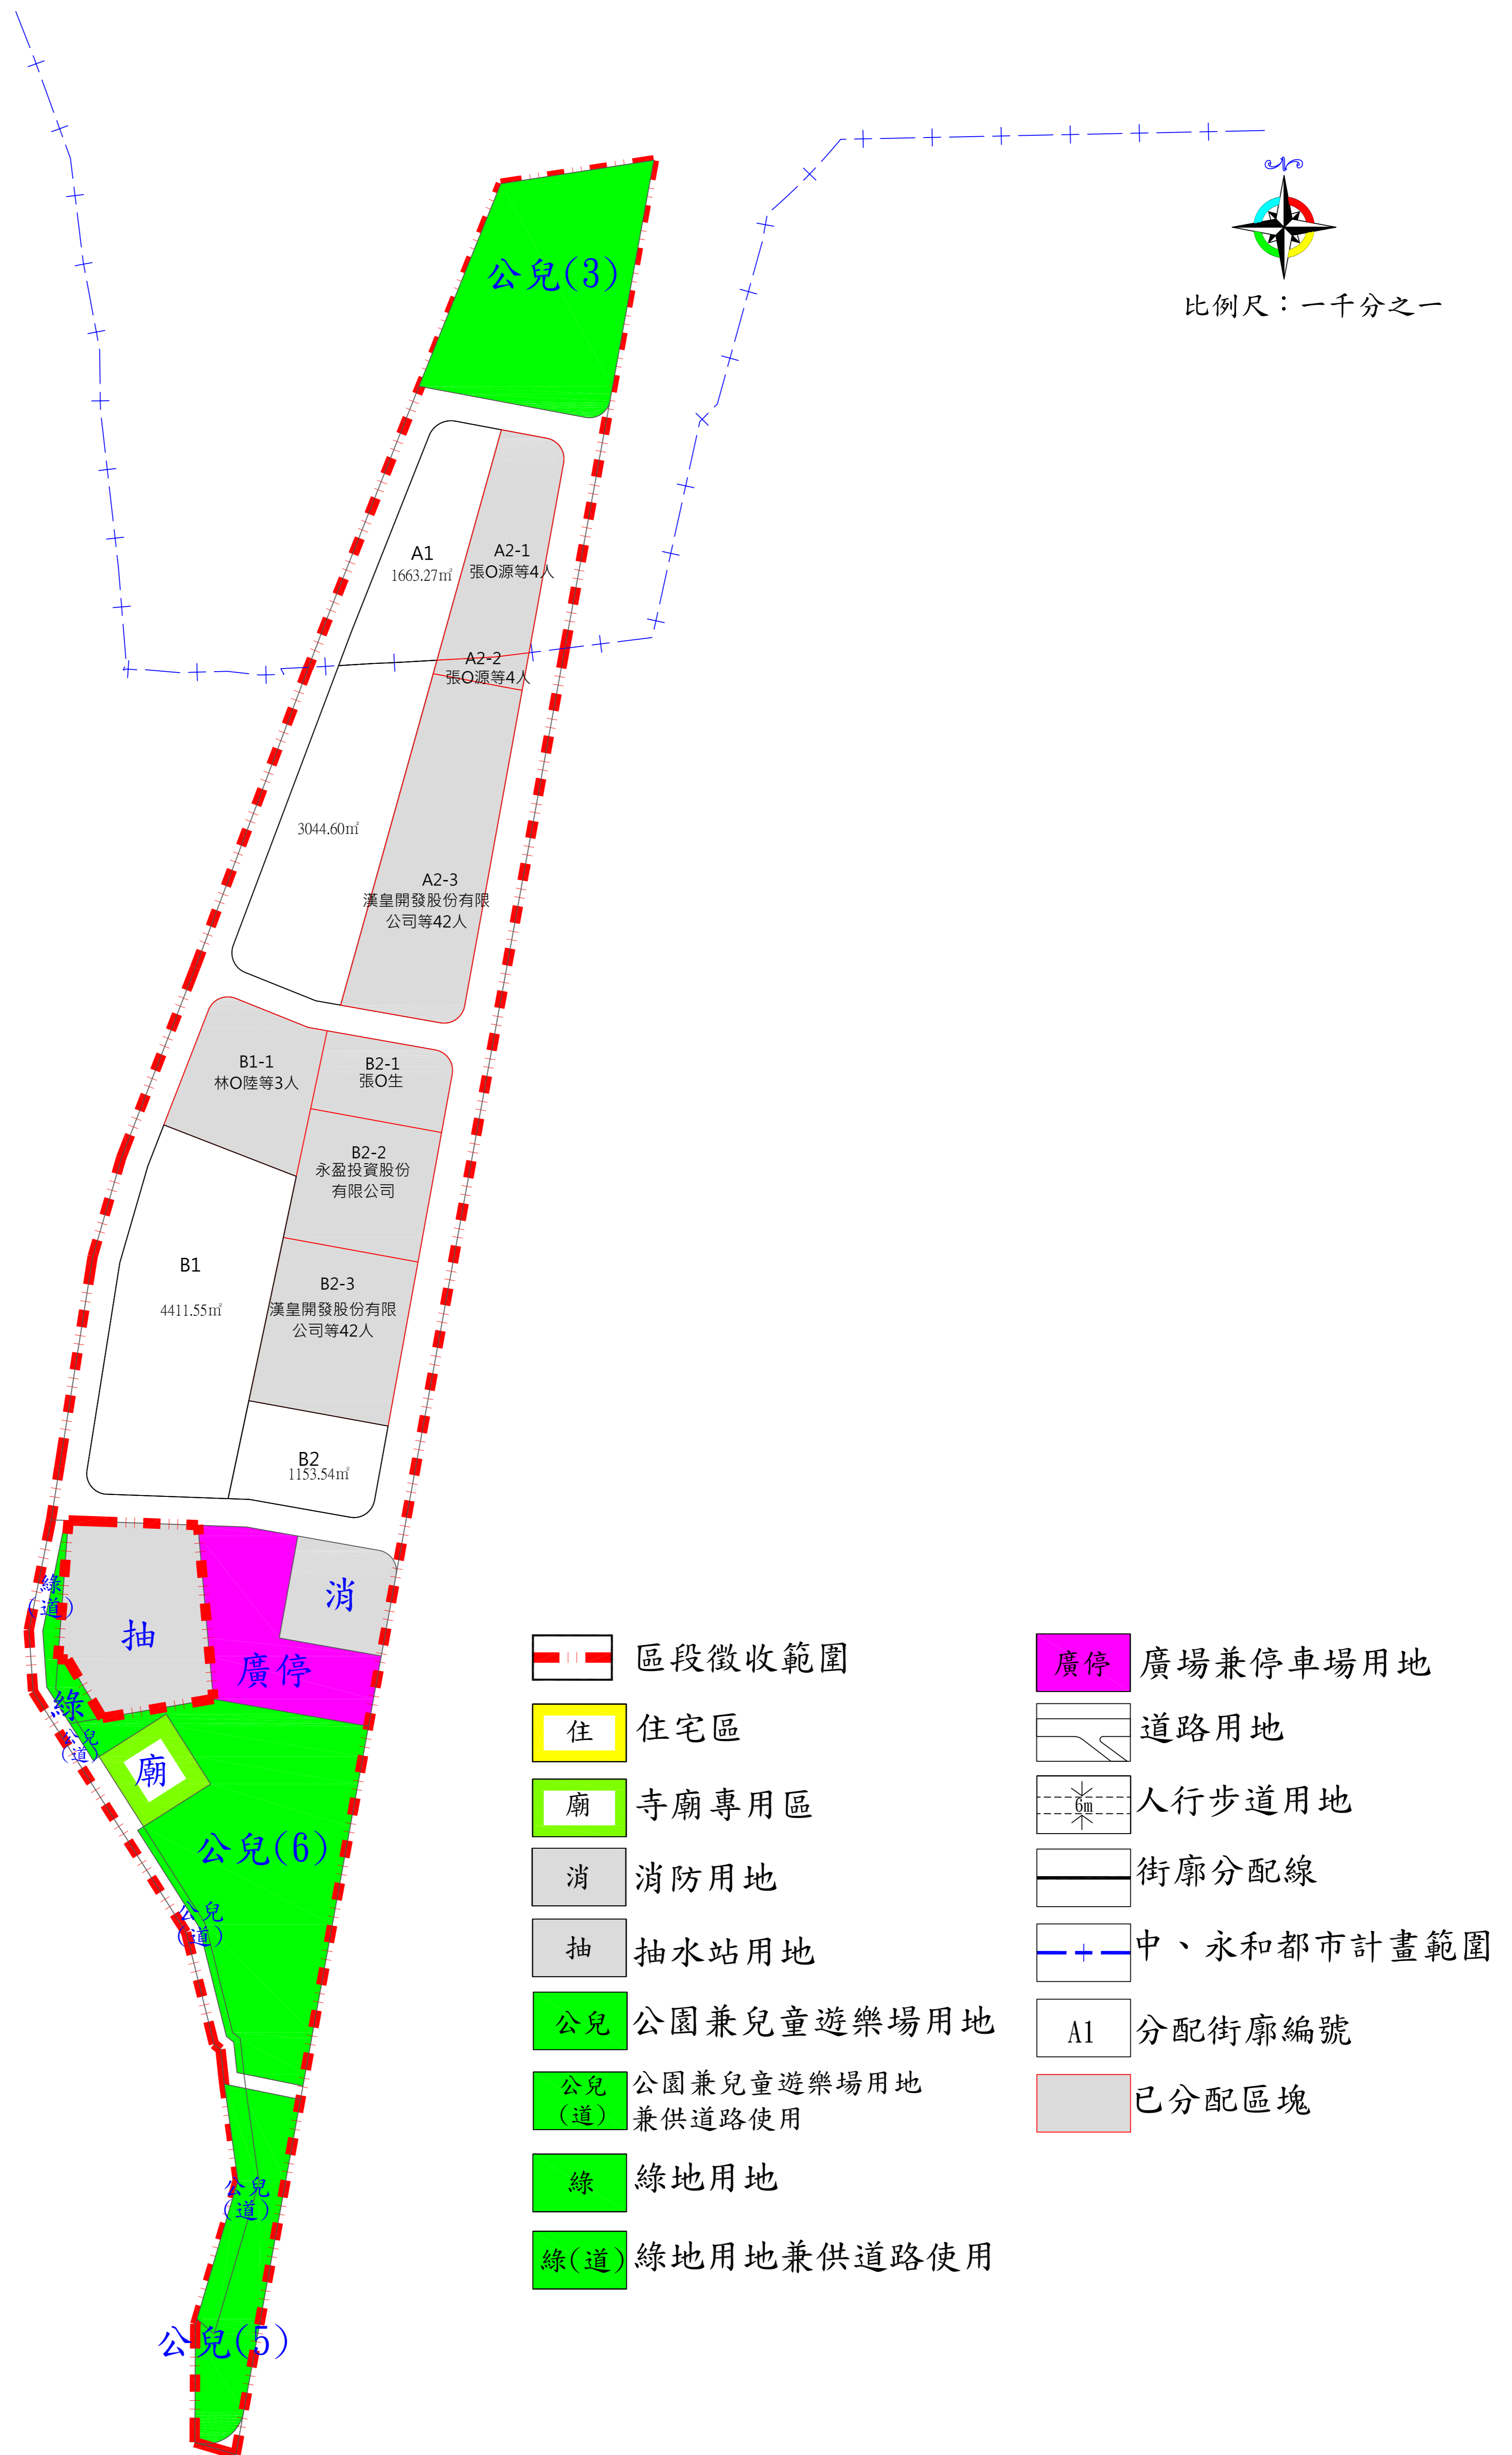 比例尺：一千分之一
公兒(3)
A1
1663.27㎡
A2-1
張O源等4人
A2-2
張O源等4人
3044.60㎡
A2-3
漢皇開發股份有限
公司等42人
B1-1
林O陸等3人
B2-1
張O生
B2-2
永盈投資股份
有限公司
B1
4411.55㎡
B2-3
漢皇開發股份有限
公司等42人
B2
1153.54㎡
綠
(道)
抽
消
廣停
綠
公兒
(道)
廟
公兒(6)
公兒
(道)
公兒
(道)
公兒(5)
區段徵收範圍
住 住宅區
廟 寺廟專用區
消 消防用地
抽 抽水站用地
公兒 公園兼兒童遊樂場用地
公兒 公園兼兒童遊樂場用地
(道) 兼供道路使用
綠 綠地用地
綠(道) 綠地用地兼供道路使用
廣停 廣場兼停車場用地
道路用地
6m 人行步道用地
街廓分配線
中、永和都市計畫範圍
A1 分配街廓編號
已分配區塊